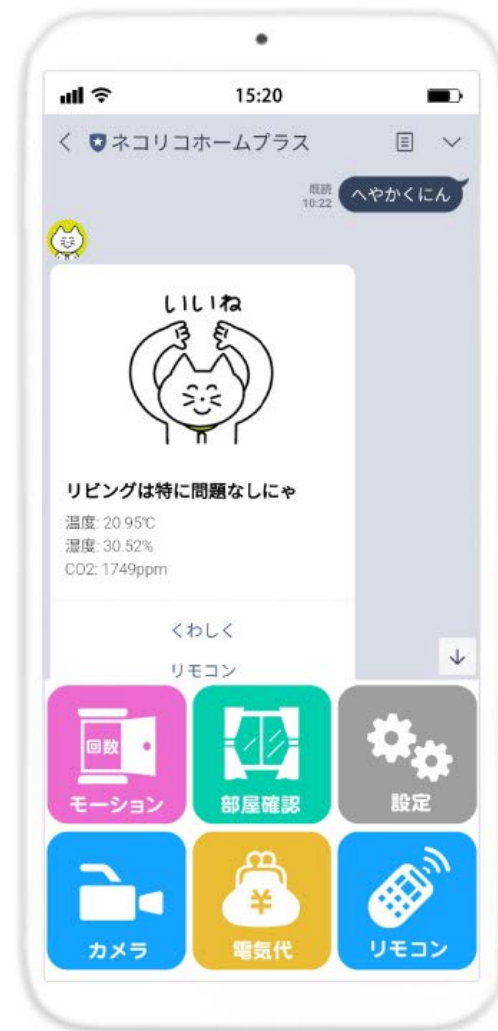 15:20
ネコリコホームプラス
既読
10:22
へやかくにん
いいね
リビングは特に問題なしにゃ
温度: 20.95℃
湿度: 30.52%
CO2: 1749ppm
くわしく
リモコン
回数
モーション
部屋確認
設定
カメラ
¥
電気代
リモコン